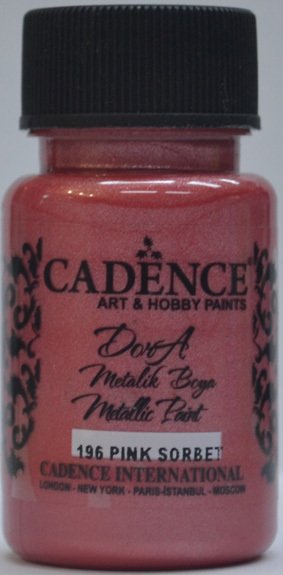 CADENCE®
ART & HOBBY PAINTS
DorA
Metalik Boya
Metallic Paint
196 PINK SORBET
CADENCE INTERNATIONAL
LONDON - NEW YORK - PARIS-İSTANBUL - MOSCOW